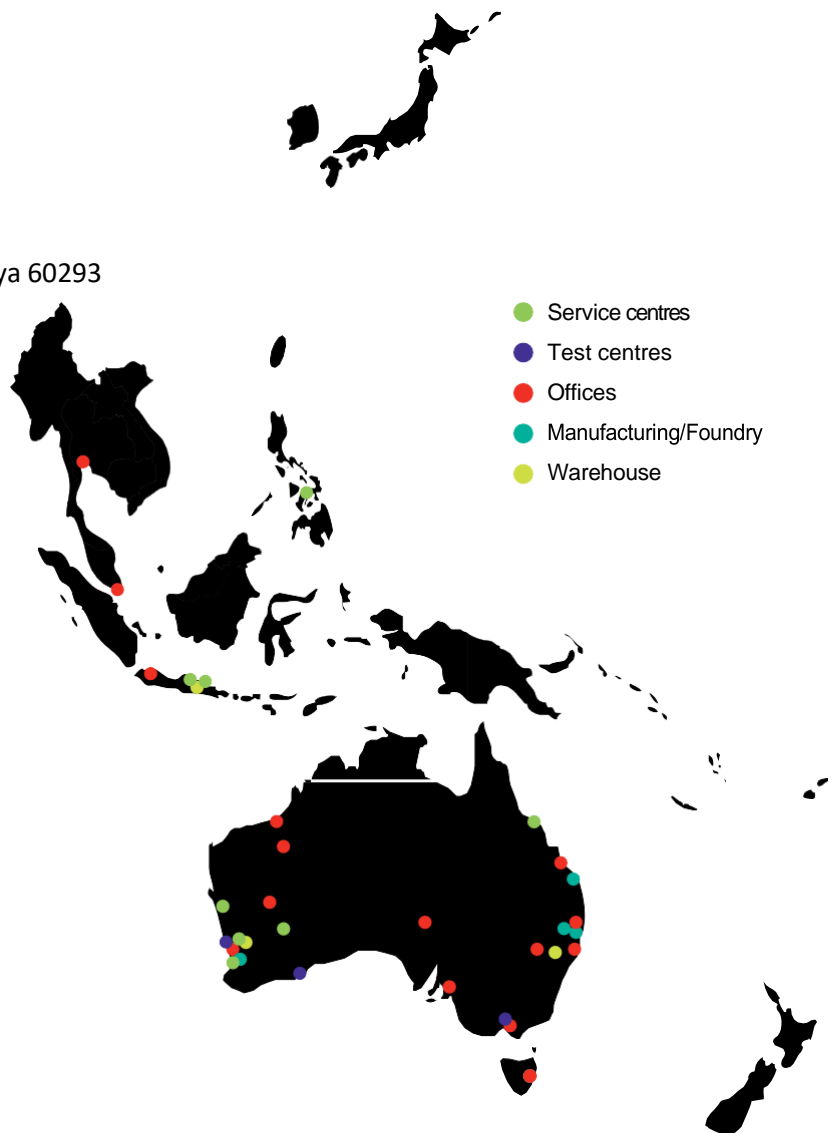 ya 60293
Service centres
Test centres
Offices
Manufacturing/Foundry
Warehouse